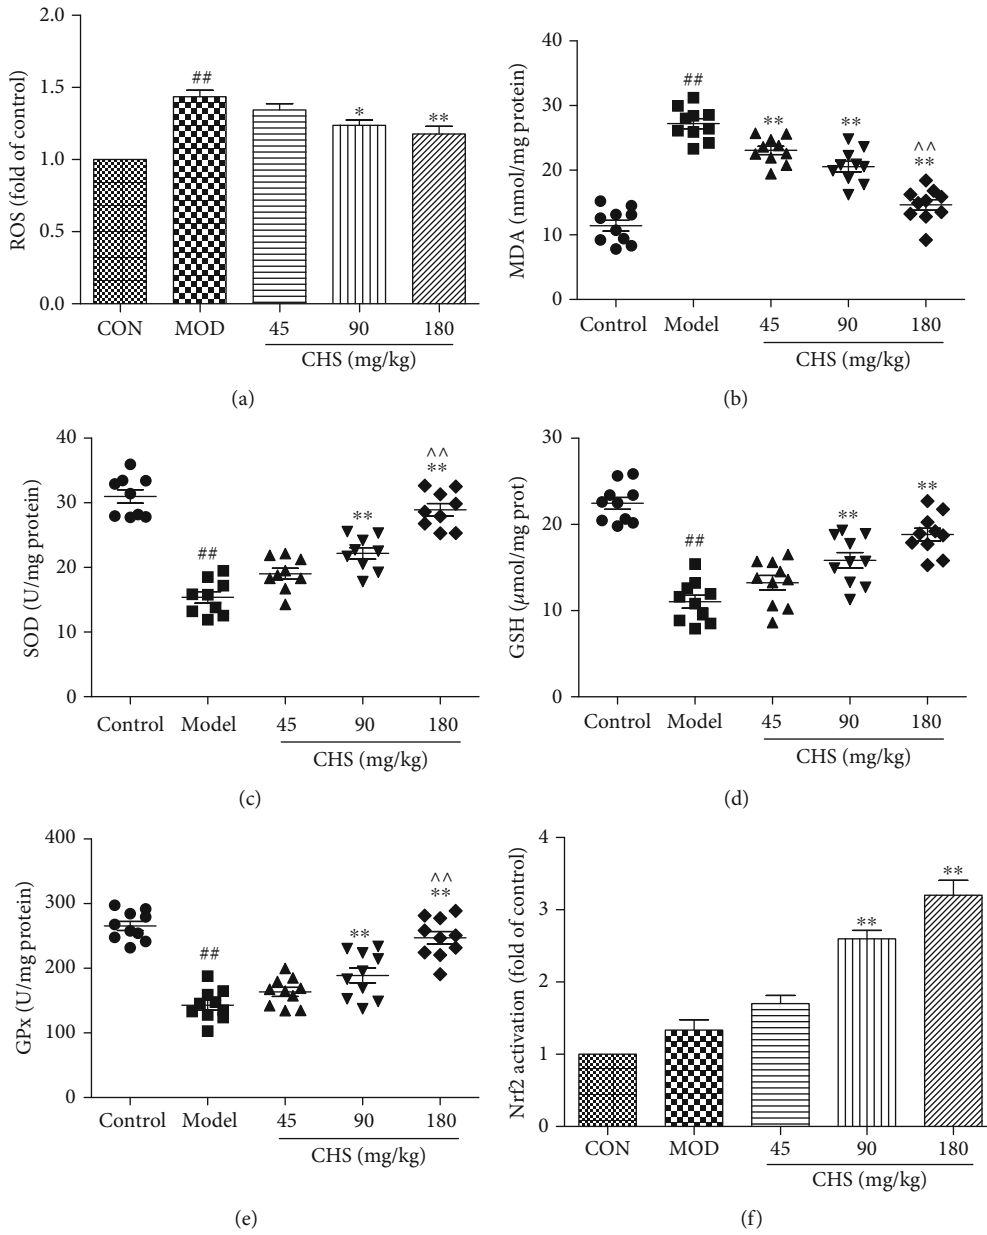 ROS (fold of control)
2.0
1.5
1.0
0.5
0.0
##
*
**
CON MOD 45 90 180
CHS (mg/kg)
(a)
MDA (nmol/mg protein)
40
30
20
10
0
##
**
**
^^
**
Control Model 45 90 180
CHS (mg/kg)
(b)
SOD (U/mg protein)
40
30
20
10
0
##
**
^^
**
Control Model 45 90 180
CHS (mg/kg)
(c)
GSH (μmol/mg prot)
30
20
10
0
##
**
**
Control Model 45 90 180
CHS (mg/kg)
(d)
GPx (U/mg protein)
400
300
200
100
0
##
**
^^
**
Control Model 45 90 180
CHS (mg/kg)
(e)
Nrf2 activation (fold of control)
4
3
2
1
0
**
**
CON MOD 45 90 180
CHS (mg/kg)
(f)